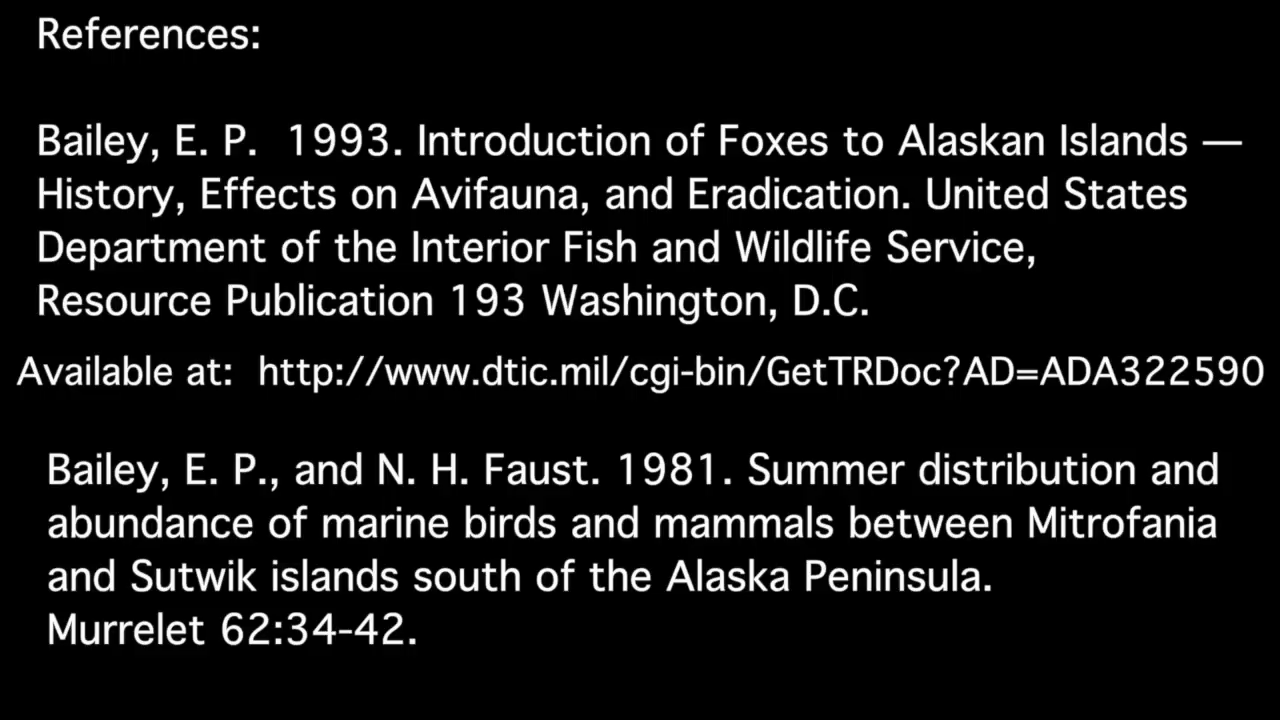 References:
Bailey, E. P.  1993. Introduction of Foxes to Alaskan Islands —
History, Effects on Avifauna, and Eradication. United States
Department of the Interior Fish and Wildlife Service,
Resource Publication 193 Washington, D.C.
Available at:  http://www.dtic.mil/cgi-bin/GetTRDoc?AD=ADA322590
Bailey, E. P., and N. H. Faust. 1981. Summer distribution and
abundance of marine birds and mammals between Mitrofania
and Sutwik islands south of the Alaska Peninsula.
Murrelet 62:34-42.